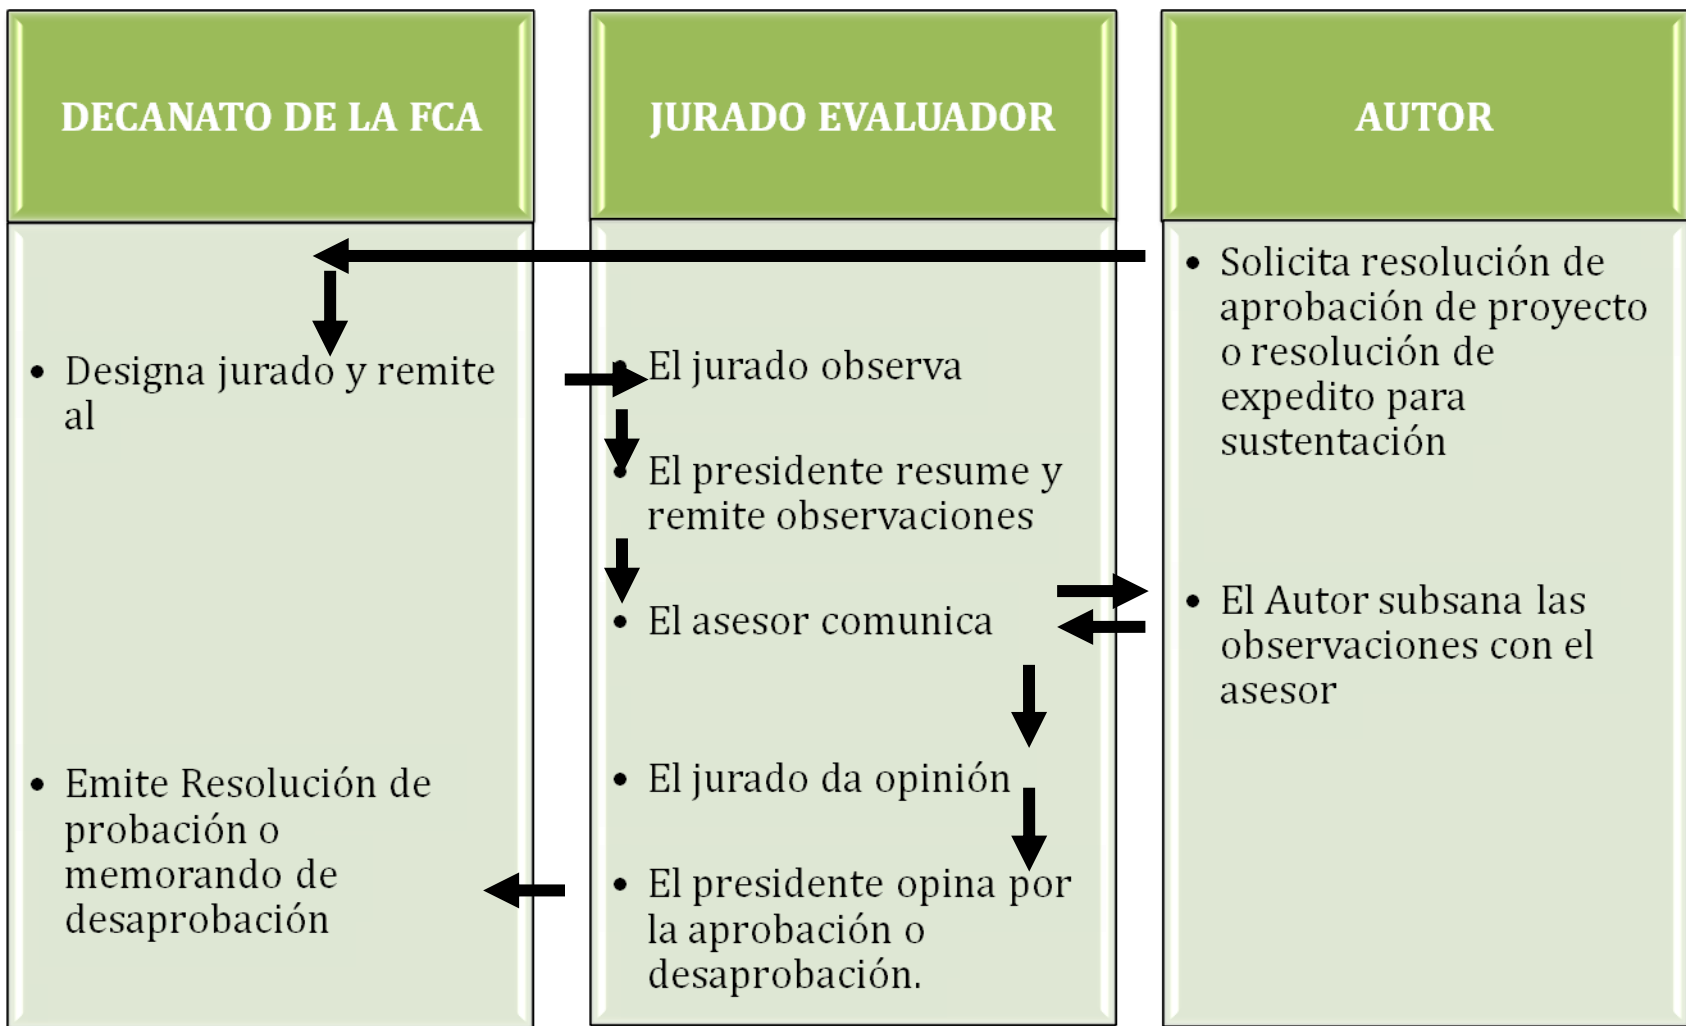 DECANATO DE LA FCA
• Designa jurado y remite
al
• Emite Resolución de
probación o
memorando de
desaprobación
JURADO EVALUADOR
• El jurado observa
• El presidente resume y
remite observaciones
• El asesor comunica
• El jurado da opinión
• El presidente opina por
la aprobación o
desaprobación.
AUTOR
• Solicita resolución de
aprobación de proyecto
o resolución de
expedito para
sustentación
• El Autor subsana las
observaciones con el
asesor